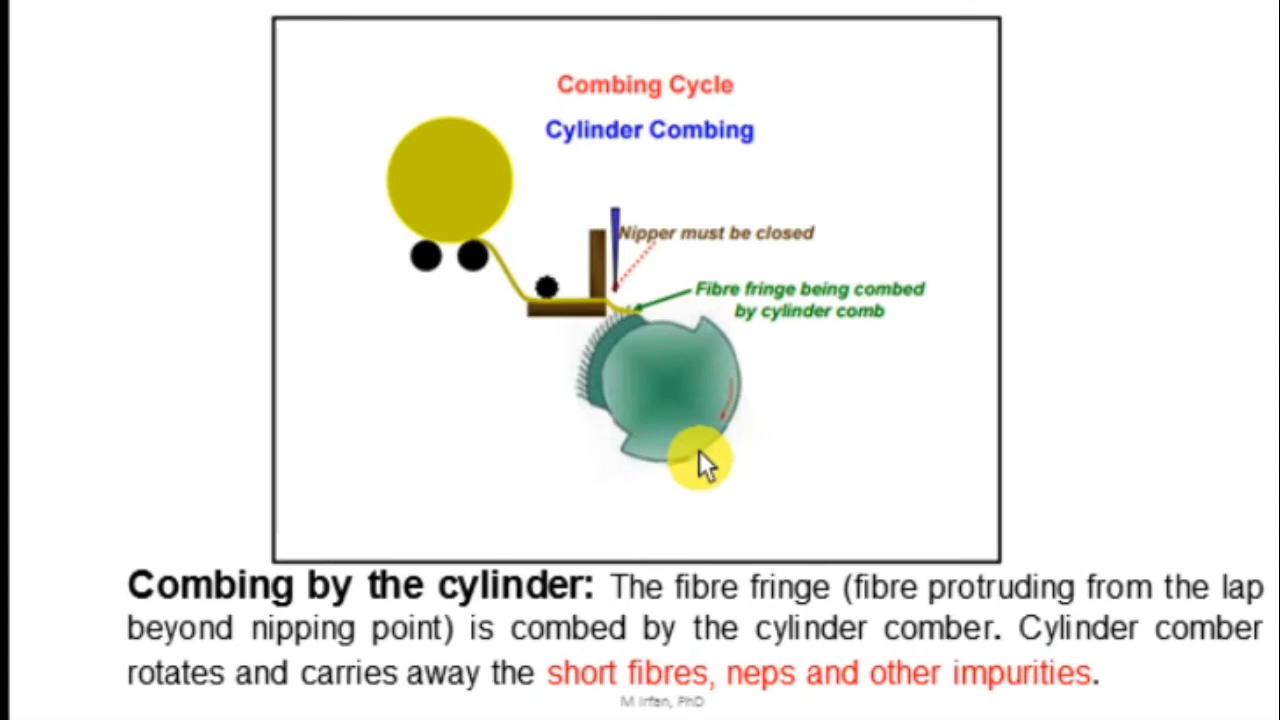 Combing Cycle
Cylinder Combing
Nipper must be closed
Fibre fringe being combed
by cylinder comb
Combing by the cylinder: The fibre fringe (fibre protruding from the lap
beyond nipping point) is combed by the cylinder comber. Cylinder comber
rotates and carries away the short fibres, neps and other impurities.
M Irfan, PhD